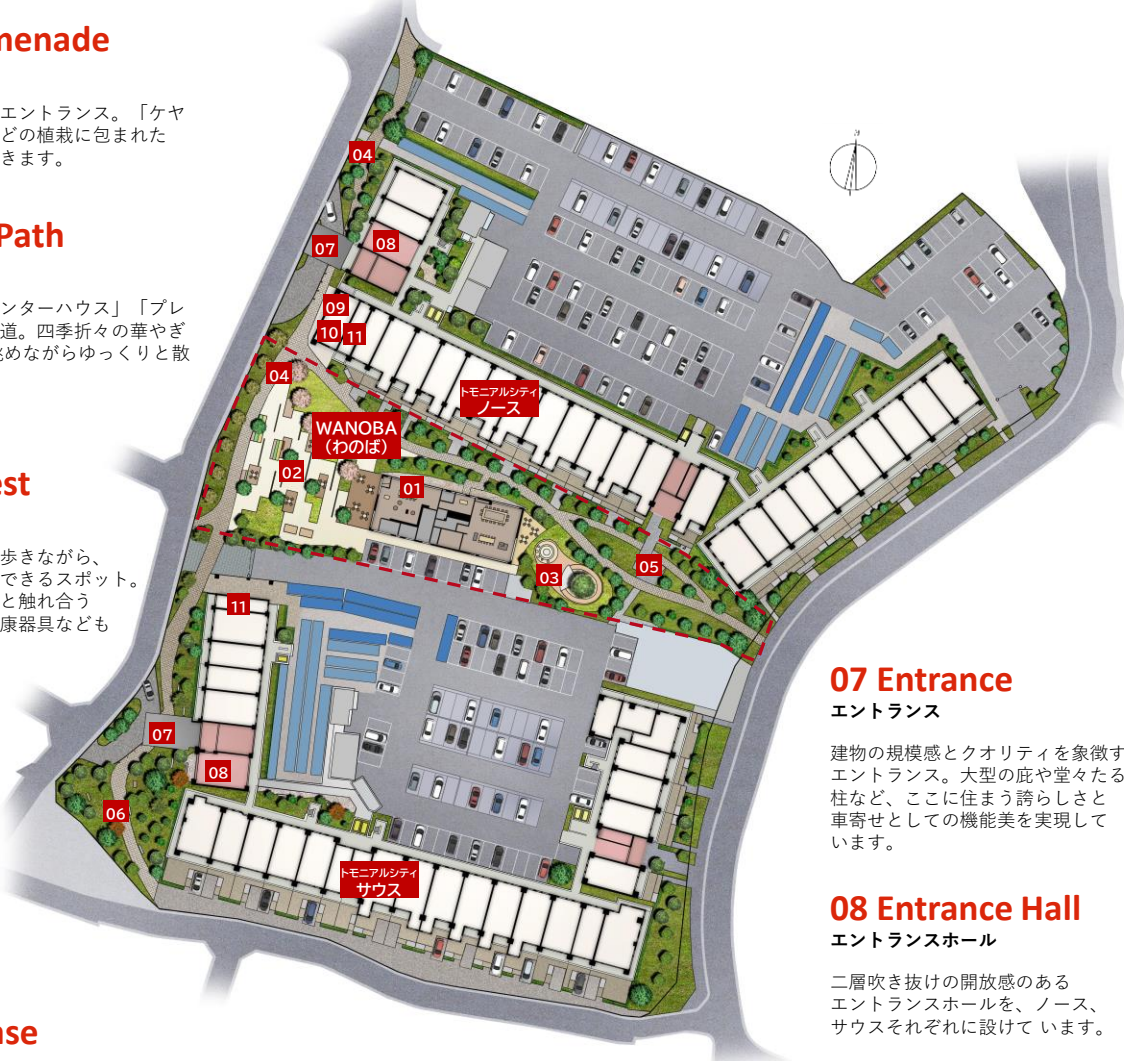 menade
エントランス。「ケヤ
どの植栽に包まれた
きます。
Path
ンターハウス」「プレ
道。四季折々の華やぎ
眺めながらゆっくりと散
est
歩きながら、
できるスポット。
と触れ合う
康器具なども
ase
04
08
07
09
10 11
04
トモニアルシティ
ノース
WANOBA
(わのば)
02
01
03
05
11
07
08
06
トモニアルシティ
サウス
N
07 Entrance
エントランス
建物の規模感とクオリティを象徴す
エントランス。大型の庇や堂々たる
柱など、ここに住まう誇らしさと
車寄せとしての機能美を実現して
います。
08 Entrance Hall
エントランスホール
二層吹き抜けの開放感のある
エントランスホールを、ノース、
サウスそれぞれに設けて います。